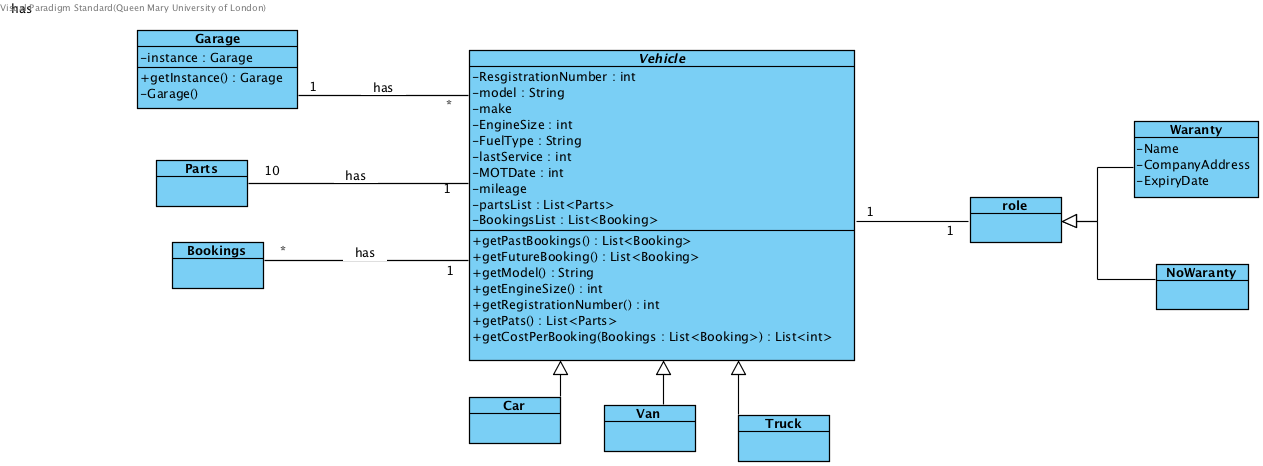 Visual Paradigm Standard(Queen Mary University of London)
has
Garage
-instance : Garage
+getInstance() : Garage
-Garage()
1
has
*
Vehicle
-ResgistrationNumber : int
-model : String
-make
-EngineSize : int
-FuelType : String
-lastService : int
-MOTDate : int
-mileage
-partsList : List<Parts>
-BookingsList : List<Booking>
+getPastBookings() : List<Booking>
+getFutureBooking() : List<Booking>
+getModel() : String
+getEngineSize() : int
+getRegistrationNumber() : int
+getPats() : List<Parts>
+getCostPerBooking(Bookings : List<Booking>) : List<int>
Parts
10
has
1
Bookings
*
has
1
1
1
role
Waranty
-Name
-CompanyAddress
-ExpiryDate
NoWaranty
Car
Van
Truck